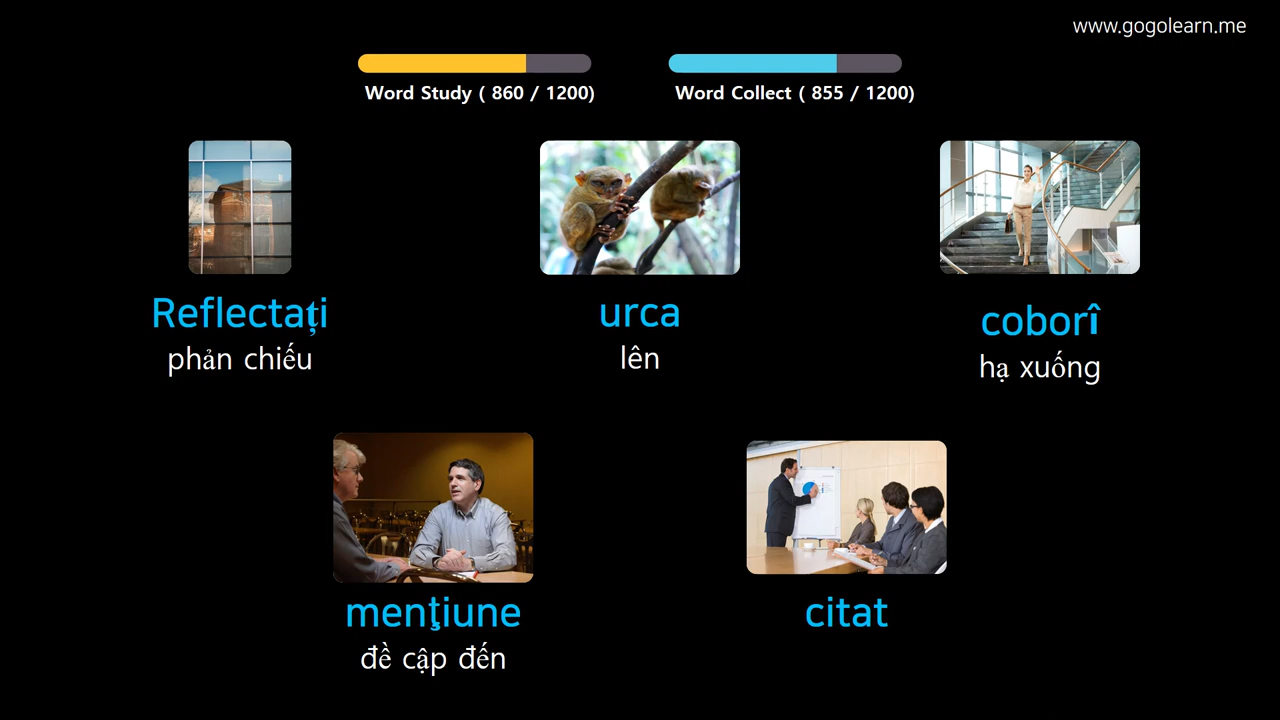 www.gogolearn.me
Word Study ( 860 / 1200)
Word Collect ( 855 / 1200)
Reflectați
phản chiếu
urca
lên
coborî
hạ xuống
menţiune
đề cập đến
citat